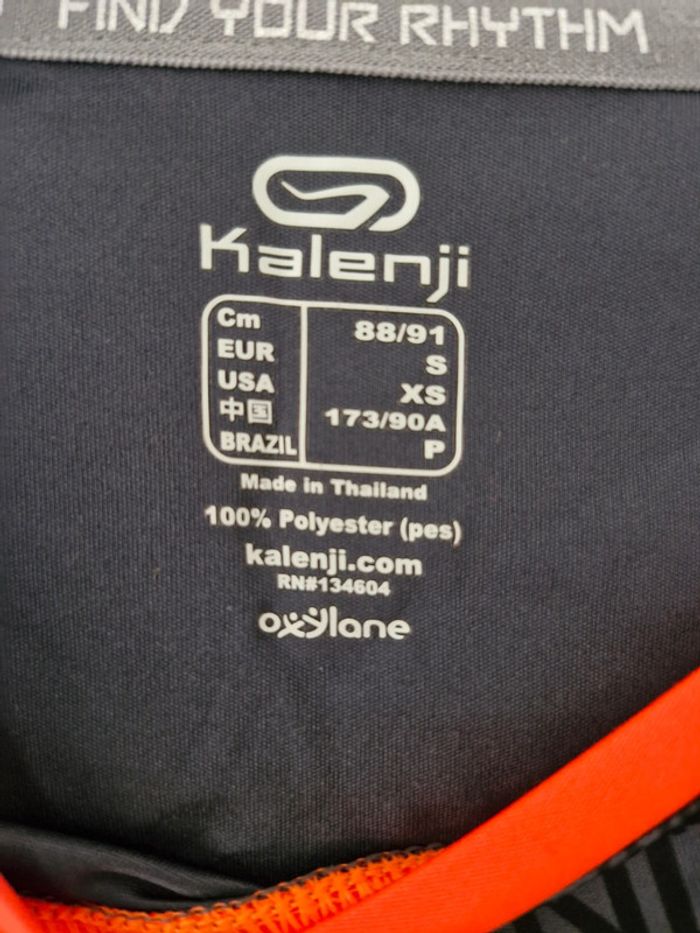 FIND YOUR RHYTHM
Kalenji
Cm 88/91
EUR S
USA XS
中国 173/90A
BRAZIL P
Made in Thailand
100% Polyester (pes)
kalenji.com
RN#134604
oxylane